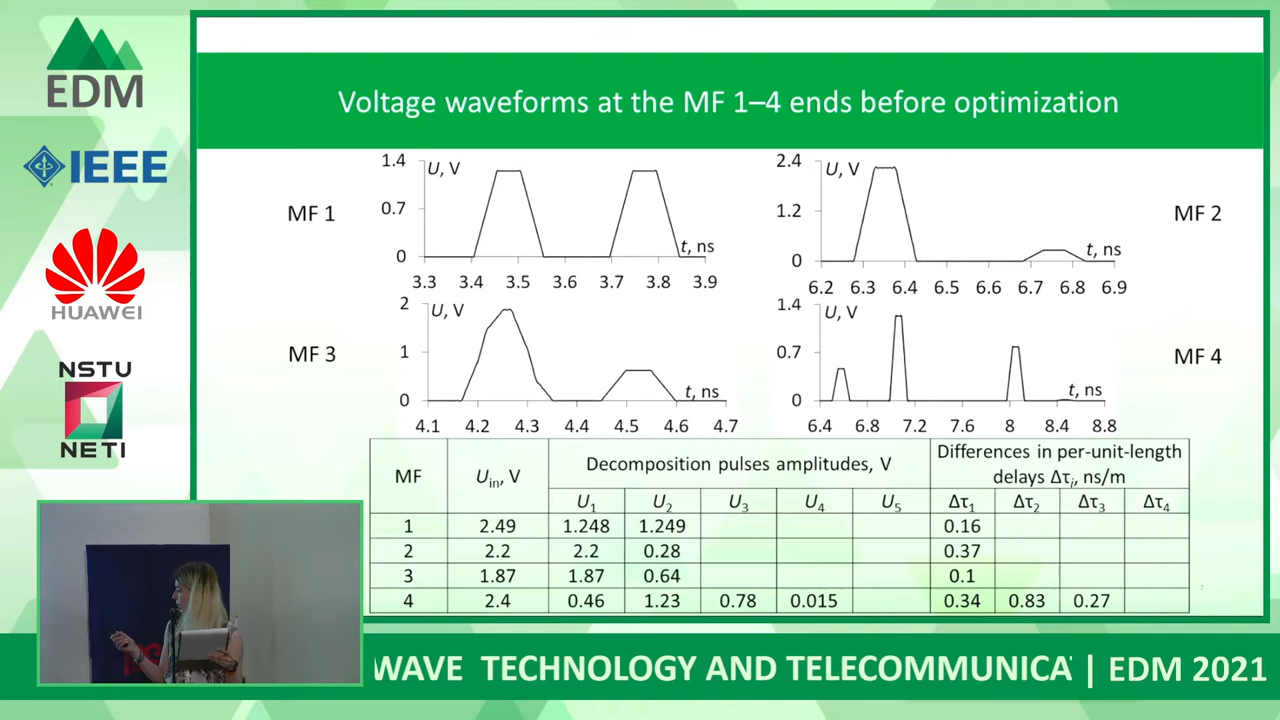 EDM
IEEE
HUAWEI
NSTU
NETI
Voltage waveforms at the MF 1–4 ends before optimization
MF 1
1.4
U, V
0.7
0
t, ns
3.3 3.4 3.5 3.6 3.7 3.8 3.9
2.4
U, V
1.2
0
t, ns
6.2 6.3 6.4 6.5 6.6 6.7 6.8 6.9
MF 2
MF 3
2
U, V
1
0
t, ns
4.1 4.2 4.3 4.4 4.5 4.6 4.7
1.4
U, V
0.7
0
t, ns
6.4 6.8 7.2 7.6 8 8.4 8.8
MF 4
MF Uin, V Decomposition pulses amplitudes, V Differences in per-unit-length
delays Δτi, ns/m
U1 U2 U3 U4 U5 Δτ1 Δτ2 Δτ3 Δτ4
1 2.49 1.248 1.249 0.16
2 2.2 2.2 0.28 0.37
3 1.87 1.87 0.64 0.1
4 2.4 0.46 1.23 0.78 0.015 0.34 0.83 0.27
7
WAVE TECHNOLOGY AND TELECOMMUNICA | EDM 2021